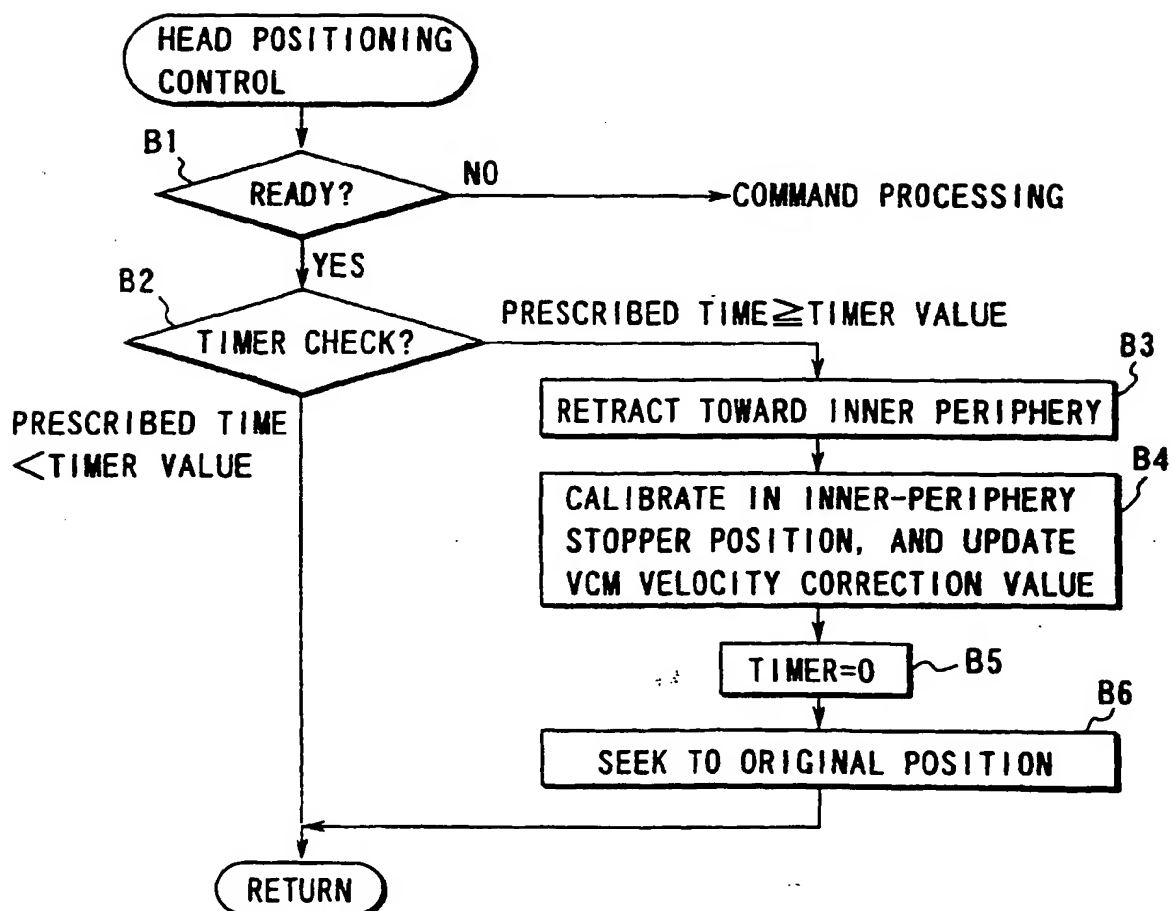 HEAD POSITIONING
CONTROL
B1
READY?
NO
COMMAND PROCESSING
YES
B2
TIMER CHECK?
PRESCRIBED TIME≧TIMER VALUE
B3
RETRACT TOWARD INNER PERIPHERY
PRESCRIBED TIME
<TIMER VALUE
B4
CALIBRATE IN INNER-PERIPHERY
STOPPER POSITION, AND UPDATE
VCM VELOCITY CORRECTION VALUE
TIMER=0
B5
B6
SEEK TO ORIGINAL POSITION
RETURN